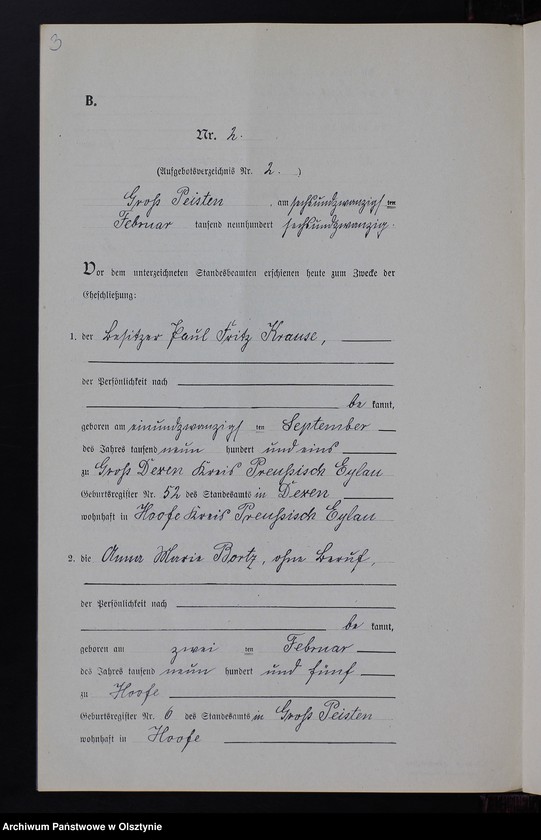 3
B.
Nr. 2.
(Aufgebotsverzeichnis Nr. 2.)
Gross Peisten, am sechsundzwanzigsten
Februar tausend neunhundert sechsundzwanzig.
Vor dem unterzeichneten Standesbeamten erschienen heute zum Zwecke der
Eheschließung:
1. der Besitzer Paul Fritz Krause,
der Persönlichkeit nach
be kannt,
geboren am einundzwanzigsten September
des Jahres tausend neun hundert und eins
zu Gross Dexen Kreis Preussisch Eylau
Geburtsregister Nr. 52 des Standesamts in Dexen
wohnhaft in Hoofe Kreis Preussisch Eylau
2. die Anna Marie Bortz, ohne Beruf,
der Persönlichkeit nach
be kannt,
geboren am zwei ten Februar
des Jahres tausend neun hundert und fünf
zu Hoofe
Geburtsregister Nr. 6 des Standesamts in Gross Peisten
wohnhaft in Hoofe
Archiwum Państwowe w Olsztynie